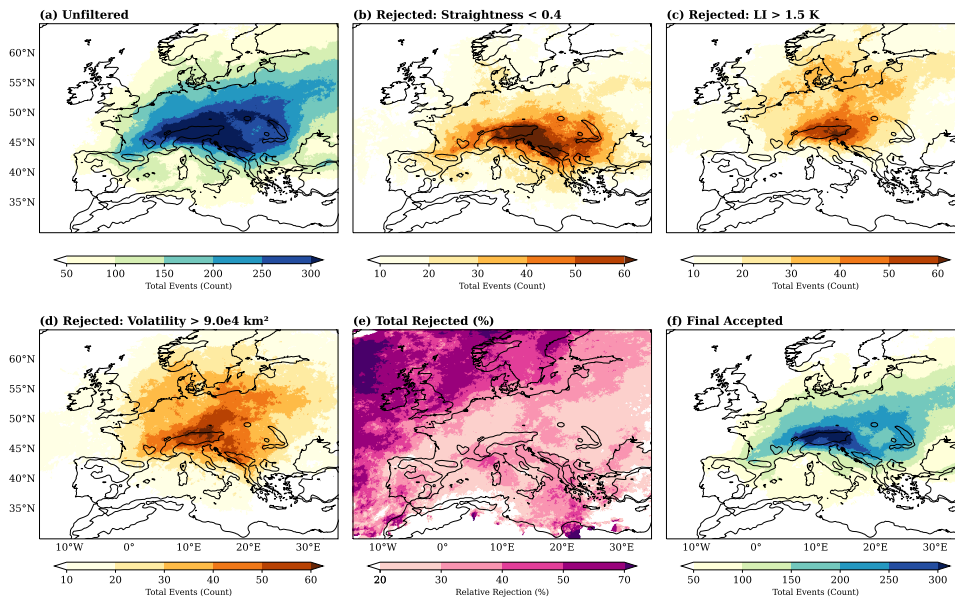 (a) Unfiltered
(b) Rejected: Straightness < 0.4
(c) Rejected: LI > 1.5 K
60°N
55°N
50°N
45°N
40°N
35°N
50 100 150 200 250 300
10 20 30 40 50 60
10 20 30 40 50 60
Total Events (Count)
Total Events (Count)
Total Events (Count)
(d) Rejected: Volatility > 9.0e4 km²
(e) Total Rejected (%)
(f) Final Accepted
60°N
55°N
50°N
45°N
40°N
35°N
10°W 0° 10°E 20°E 30°E
10°W 0° 10°E 20°E 30°E
10°W 0° 10°E 20°E 30°E
10 20 30 40 50 60
20 30 40 50 70
50 100 150 200 250 300
Total Events (Count)
Relative Rejection (%)
Total Events (Count)